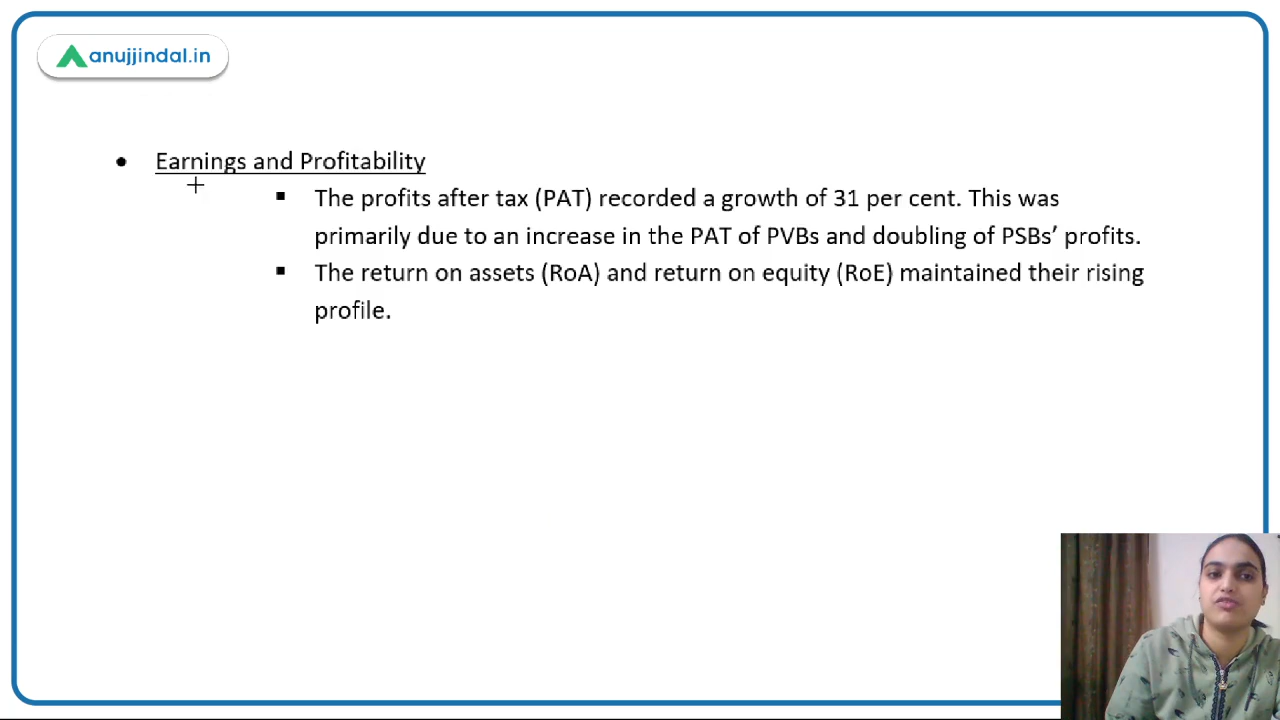 anujjindal.in
• Earnings and Profitability
▪ The profits after tax (PAT) recorded a growth of 31 per cent. This was
primarily due to an increase in the PAT of PVBs and doubling of PSBs’ profits.
▪ The return on assets (RoA) and return on equity (RoE) maintained their rising
profile.